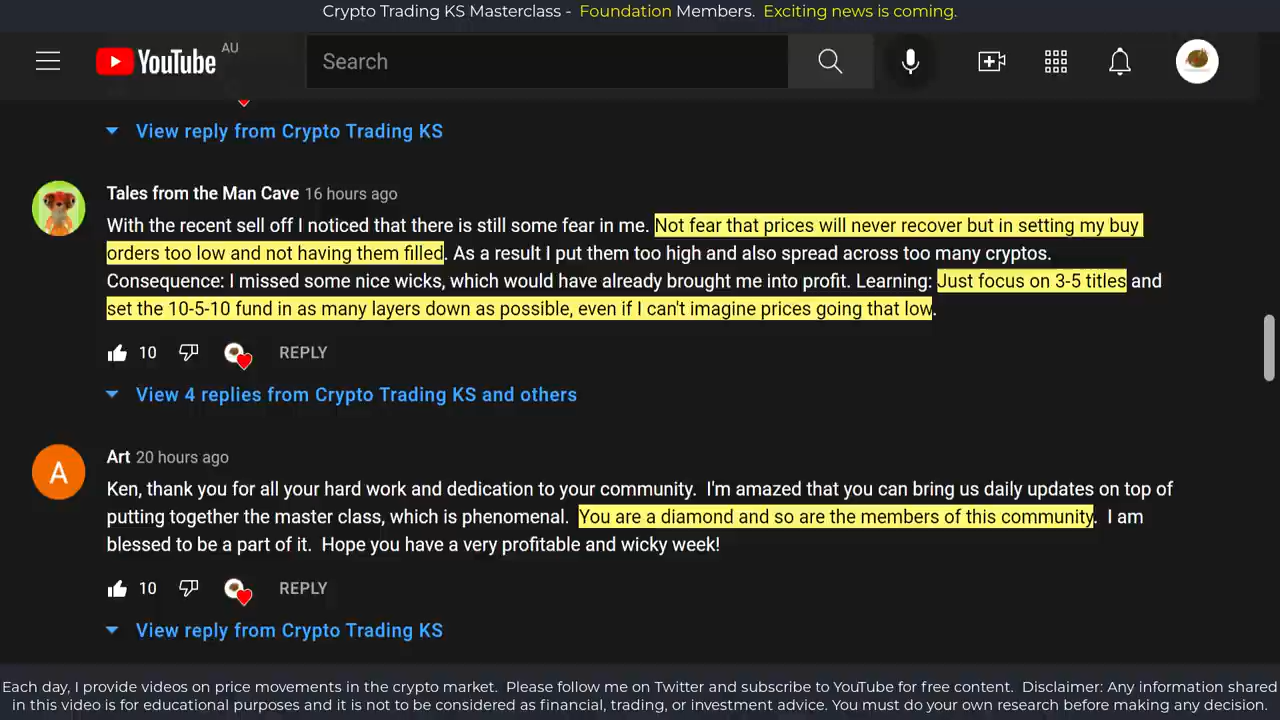 Crypto Trading KS Masterclass - Foundation Members. Exciting news is coming.
YouTube AU
Search
View reply from Crypto Trading KS
Tales from the Man Cave 16 hours ago
With the recent sell off I noticed that there is still some fear in me. Not fear that prices will never recover but in setting my buy
orders too low and not having them filled. As a result I put them too high and also spread across too many cryptos.
Consequence: I missed some nice wicks, which would have already brought me into profit. Learning: Just focus on 3-5 titles and
set the 10-5-10 fund in as many layers down as possible, even if I can't imagine prices going that low.
10 REPLY
View 4 replies from Crypto Trading KS and others
A
Art 20 hours ago
Ken, thank you for all your hard work and dedication to your community. I'm amazed that you can bring us daily updates on top of
putting together the master class, which is phenomenal. You are a diamond and so are the members of this community. I am
blessed to be a part of it. Hope you have a very profitable and wicky week!
10 REPLY
View reply from Crypto Trading KS
Each day, I provide videos on price movements in the crypto market. Please follow me on Twitter and subscribe to YouTube for free content. Disclaimer: Any information shared
in this video is for educational purposes and it is not to be considered as financial, trading, or investment advice. You must do your own research before making any decision.